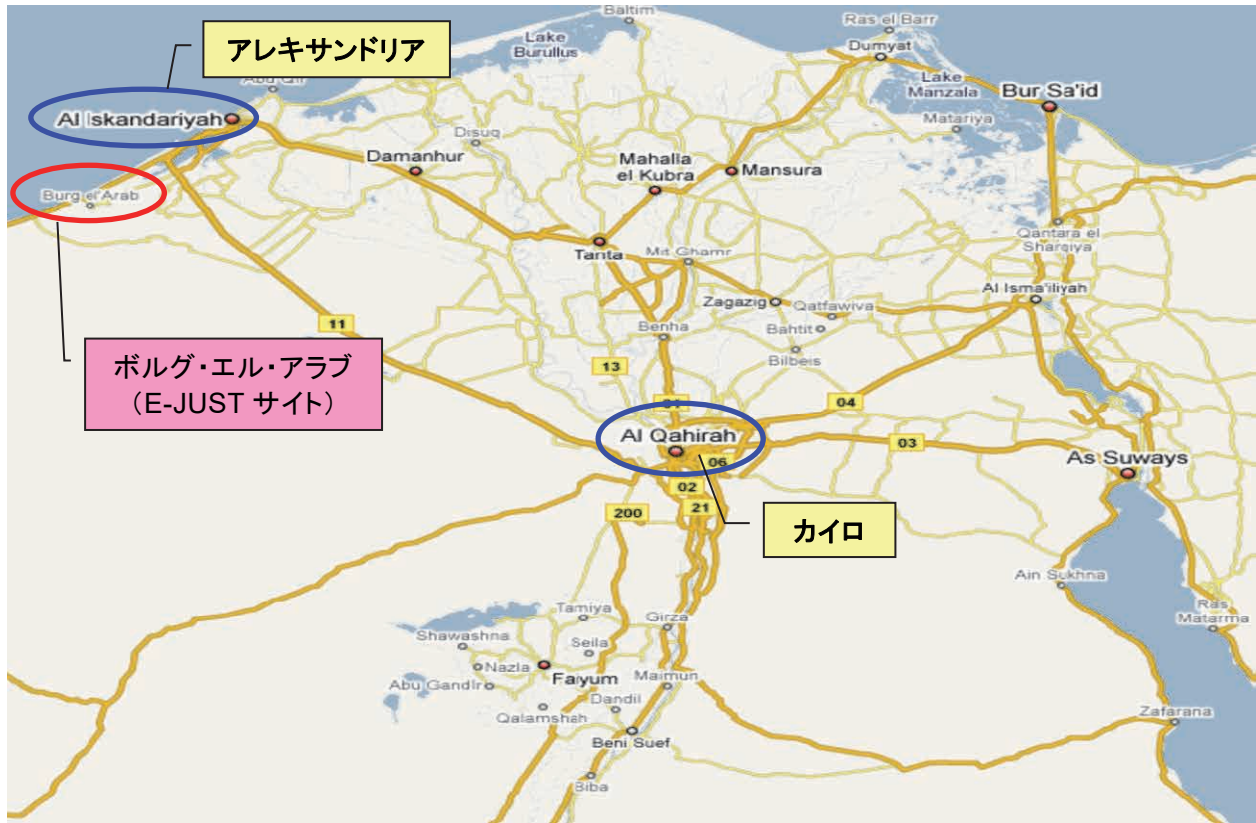 Baltim
Ras el Barr
アレキサンドリア
Lake
Burullus
Dumyat
Abu Qir
Lake
Manzala
Bur Sa'id
Al Iskandariyah
Matariya
Disuq
Damanhur
Mahalla
el Kubra
Mansura
Burg el'Arab
Qantara el
Sharqiya
Tanta
Mit Ghamr
Al Isma'iliyah
Zagazig
Qatfawiva
11
Benha
Bahtit
Bilbeis
ボルグ・エル・アラブ
(E-JUST サイト)
13
04
Al Qahirah
03
06
As Suways
02
200
21
カイロ
Ain Sukhna
Tamiya
Girza
Ras
Matarma
Shawashna
Seila
Nazla
Faiyum
Maimun
Abu Gandir
Dandil
Qalamshah
Zafarana
Beni Suef
Biba